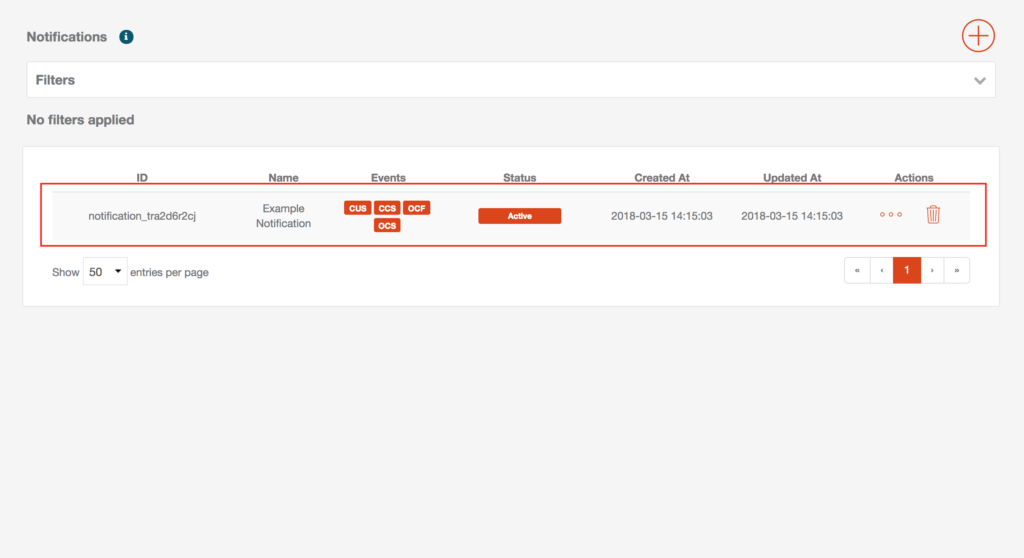 Notifications
Filters
No filters applied
ID Name Events Status Created At Updated At Actions
notification_tra2d6r2cj Example Notification CUS CCS OCF OCS Active 2018-03-15 14:15:03 2018-03-15 14:15:03
Show 50 entries per page « ‹ 1 › »